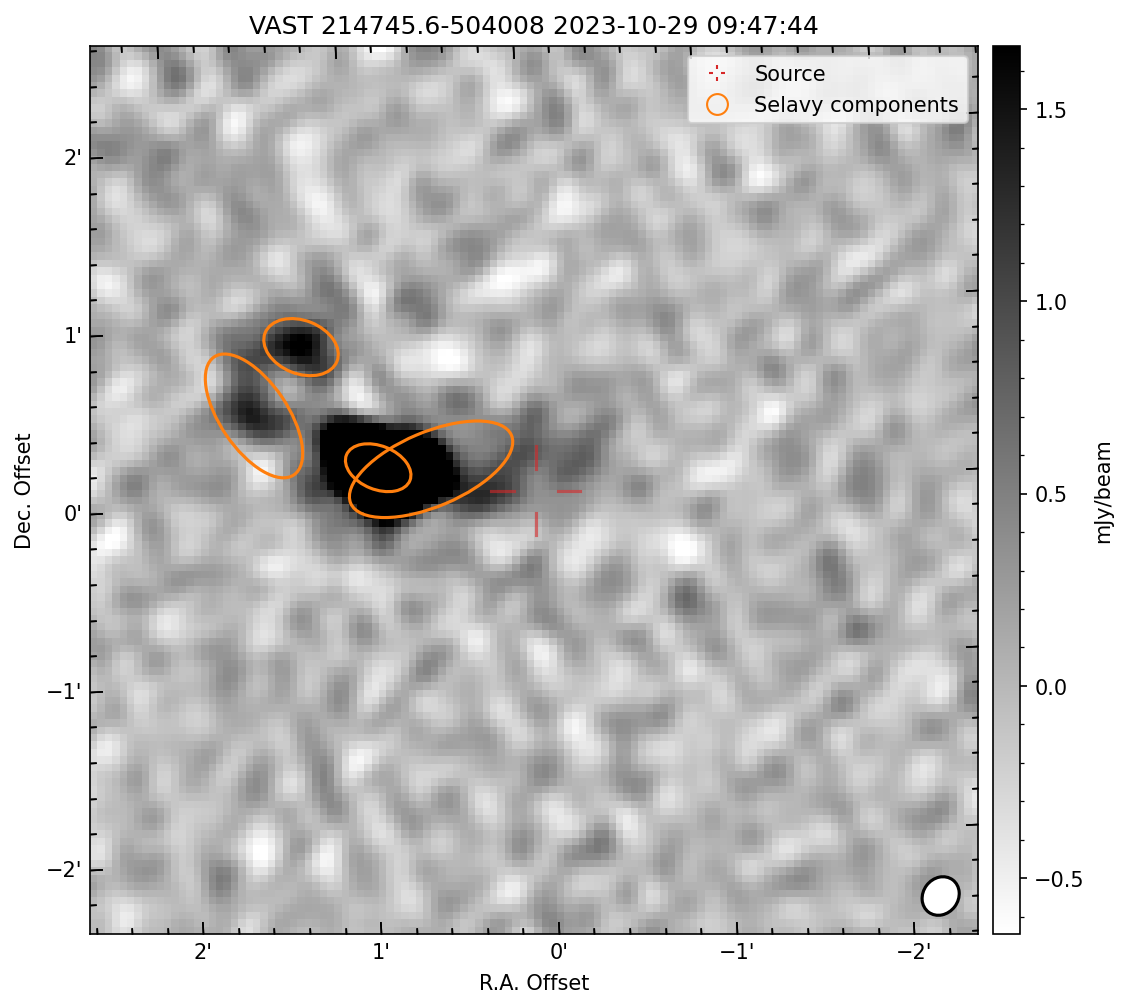 VAST 214745.6-504008 2023-10-29 09:47:44
Source
Selavy components
2'
1'
0'
−1'
−2'
Dec. Offset
2'
1'
0'
−1'
−2'
R.A. Offset
1.5
1.0
0.5
0.0
−0.5
mJy/beam